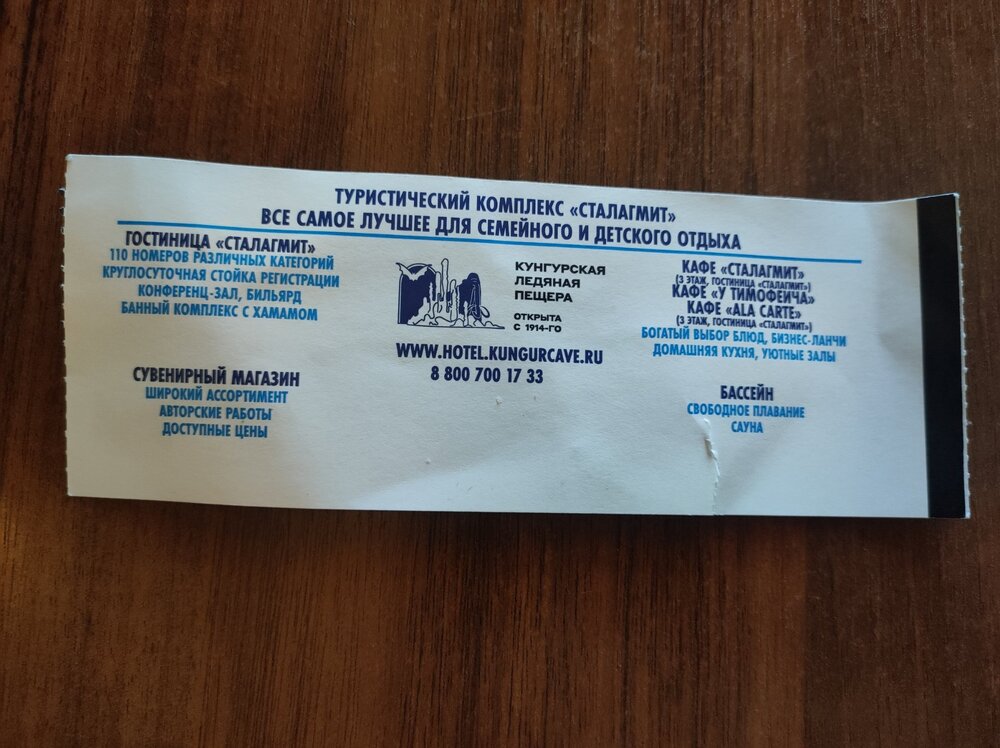 ТУРИСТИЧЕСКИЙ КОМПЛЕКС «СТАЛАГМИТ»
ВСЕ САМОЕ ЛУЧШЕЕ ДЛЯ СЕМЕЙНОГО И ДЕТСКОГО ОТДЫХА
ГОСТИНИЦА «СТАЛАГМИТ»
110 НОМЕРОВ РАЗЛИЧНЫХ КАТЕГОРИЙ
КРУГЛОСУТОЧНАЯ СТОЙКА РЕГИСТРАЦИИ
КОНФЕРЕНЦ-ЗАЛ, БИЛЬЯРД
БАННЫЙ КОМПЛЕКС С ХАМАМОМ
СУВЕНИРНЫЙ МАГАЗИН
ШИРОКИЙ АССОРТИМЕНТ
АВТОРСКИЕ РАБОТЫ
ДОСТУПНЫЕ ЦЕНЫ
КУНГУРСКАЯ
ЛЕДЯНАЯ
ПЕЩЕРА
ОТКРЫТА
С 1914-ГО
WWW.HOTEL.KUNGURCAVE.RU
8 800 700 17 33
КАФЕ «СТАЛАГМИТ»
(3 ЭТАЖ, ГОСТИНИЦА «СТАЛАГМИТ»)
КАФЕ «У ТИМОФЕИЧА»
КАФЕ «ALA CARTE»
(3 ЭТАЖ, ГОСТИНИЦА «СТАЛАГМИТ»)
БОГАТЫЙ ВЫБОР БЛЮД, БИЗНЕС-ЛАНЧИ
ДОМАШНЯЯ КУХНЯ, УЮТНЫЕ ЗАЛЫ
БАССЕЙН
СВОБОДНОЕ ПЛАВАНИЕ
САУНА